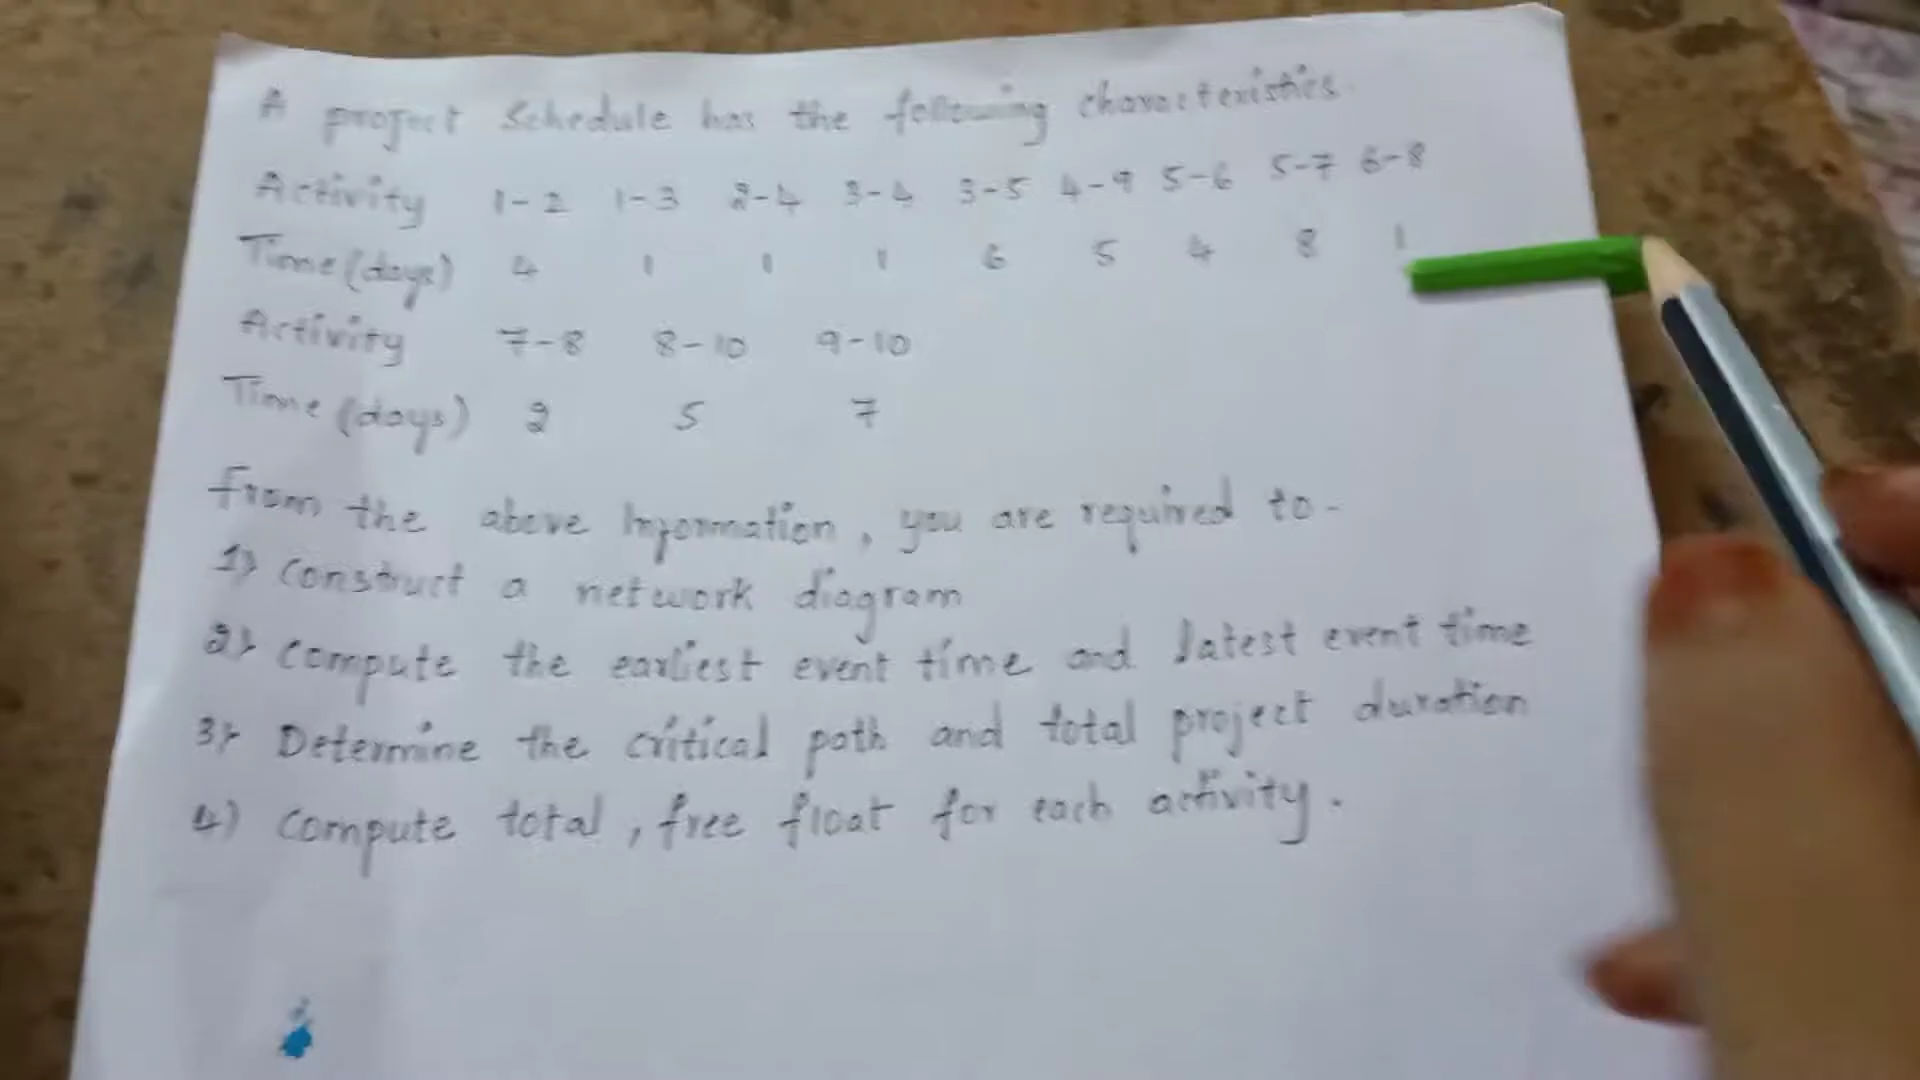 A project Schedule has the following characteristics.
Activity 1-2 1-3 2-4 3-4 3-5 4-9 5-6 5-7 6-8
Time (days) 4 1 1 1 6 5 4 8 1
Activity 7-8 8-10 9-10
Time (days) 2 5 7
From the above Information, you are required to -
1) Construct a network diagram
2) Compute the earliest event time and latest event time
3) Determine the critical path and total project duration
4) Compute total, free float for each activity.